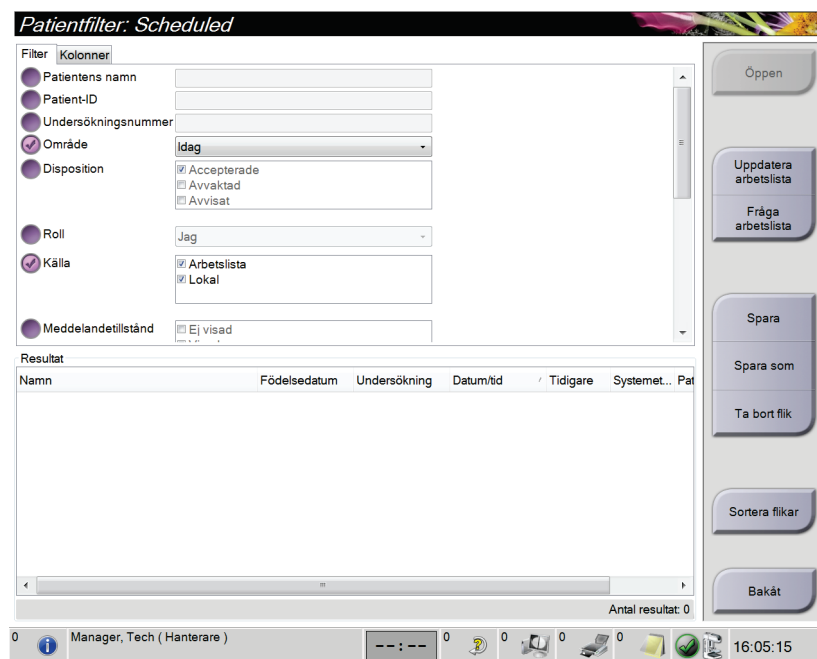 Patientfilter: Scheduled
Filter Kolonner
Patientens namn
Patient-ID
Undersökningsnummer
Område Idag
Disposition Accepterade
Avvaktad
Avvisat
Roll Jag
Källa Arbetslista
Lokal
Meddelandetillstånd Ej visad
Resultat
Namn Födelsedatum Undersökning Datum/tid Tidigare Systemet... Pat
Antal resultat: 0
Öppen
Uppdatera
arbetslista
Fråga
arbetslista
Spara
Spara som
Ta bort flik
Sortera flikar
Bakåt
0 Manager, Tech ( Hanterare ) --:-- 0 0 0 0 16:05:15